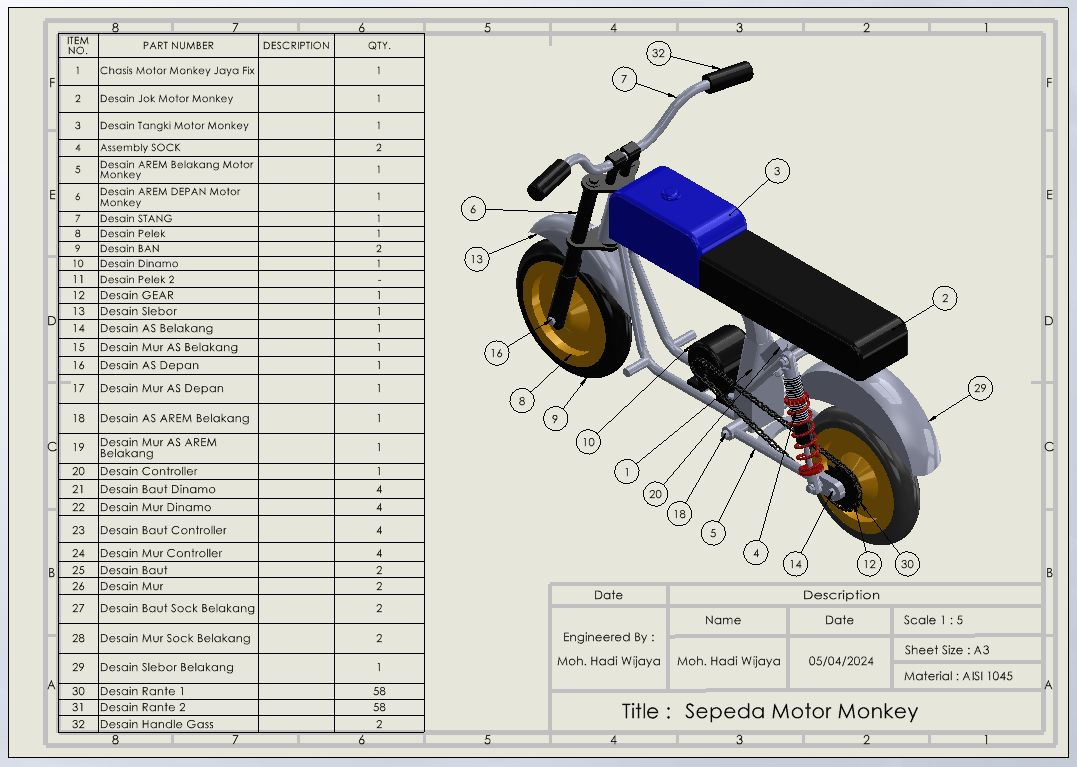 8 7 6 5 4 3 2 1
F
E
D
C
B
A
ITEM NO. PART NUMBER DESCRIPTION QTY.
1 Chasis Motor Monkey Jaya Fix 1
2 Desain Jok Motor Monkey 1
3 Desain Tangki Motor Monkey 1
4 Assembly SOCK 2
5 Desain AREM Belakang Motor Monkey 1
6 Desain AREM DEPAN Motor Monkey 1
7 Desain STANG 1
8 Desain Pelek 1
9 Desain BAN 2
10 Desain Dinamo 1
11 Desain Pelek 2 -
12 Desain GEAR 1
13 Desain Slebor 1
14 Desain AS Belakang 1
15 Desain Mur AS Belakang 1
16 Desain AS Depan 1
17 Desain Mur AS Depan 1
18 Desain AS AREM Belakang 1
19 Desain Mur AS AREM Belakang 1
20 Desain Controller 1
21 Desain Baut Dinamo 4
22 Desain Mur Dinamo 4
23 Desain Baut Controller 4
24 Desain Mur Controller 4
25 Desain Baut 2
26 Desain Mur 2
27 Desain Baut Sock Belakang 2
28 Desain Mur Sock Belakang 2
29 Desain Slebor Belakang 1
30 Desain Rante 1 58
31 Desain Rante 2 58
32 Desain Handle Gass 2
32
7
3
6
13
2
16
8
9
29
10
1
20
18
5
4
14
12
30
F
E
D
C
B
A
Date Description
Engineered By :
Moh. Hadi Wijaya
Name Date Scale 1 : 5
Moh. Hadi Wijaya 05/04/2024 Sheet Size : A3
Material : AISI 1045
Title : Sepeda Motor Monkey
8 7 6 5 4 3 2 1